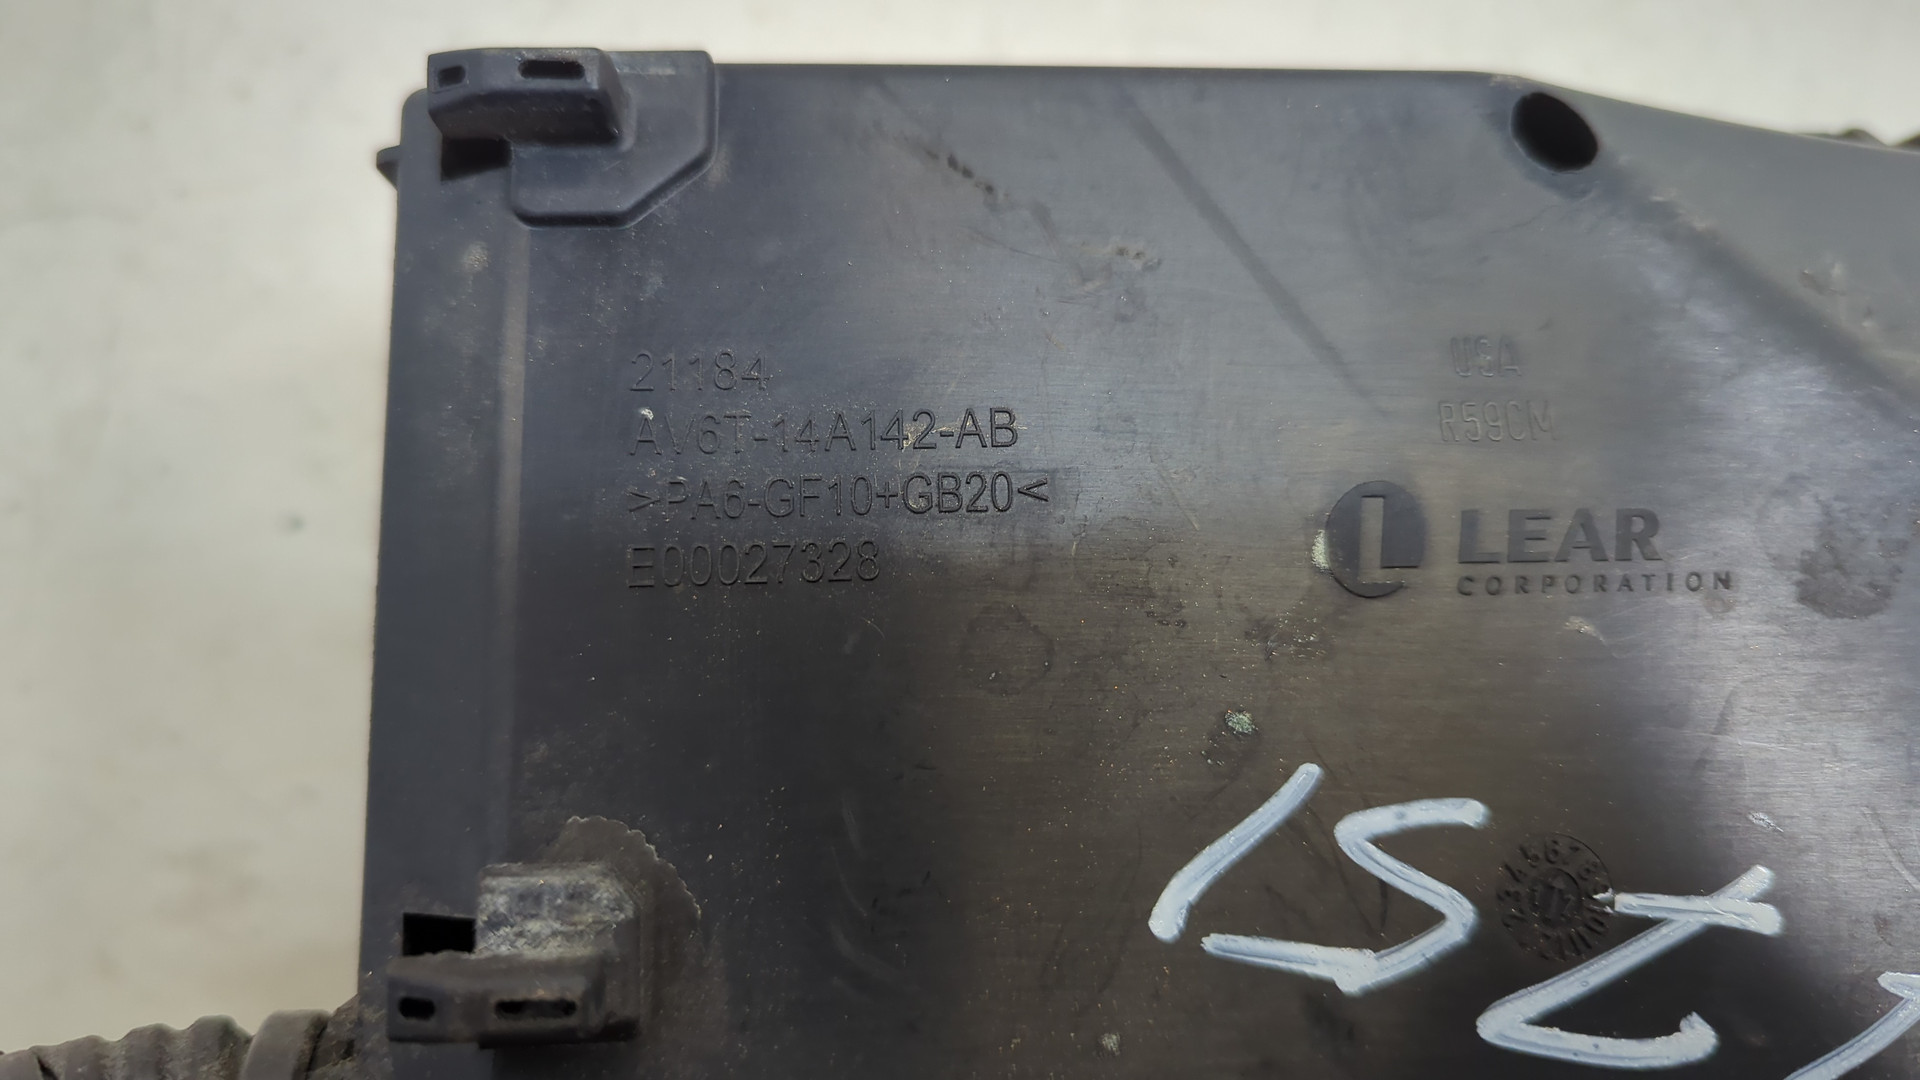 21184
AV6T-14A142-AB
>PA6-GF10+GB20<
E00027328
USA
R59CM
L LEAR
CORPORATION